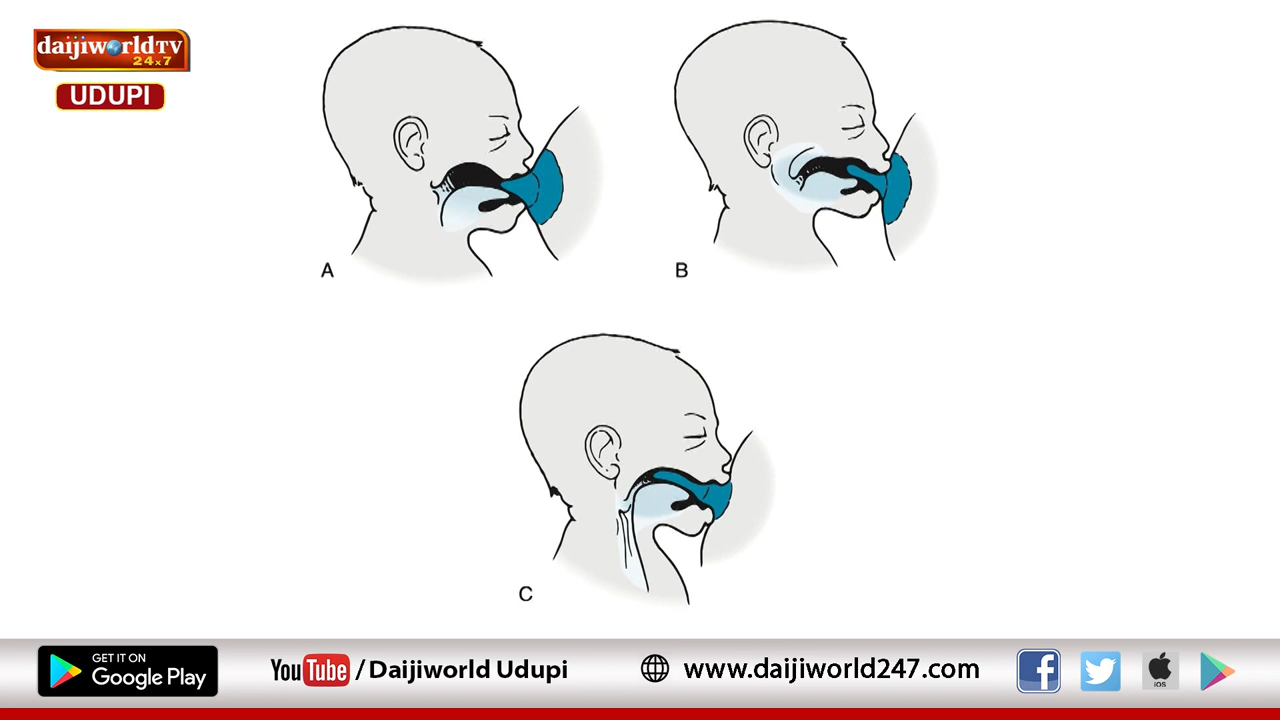 daijiworldTV
24x7
UDUPI
A
B
C
GET IT ON
Google Play
YouTube / Daijiworld Udupi
www.daijiworld247.com
iOS